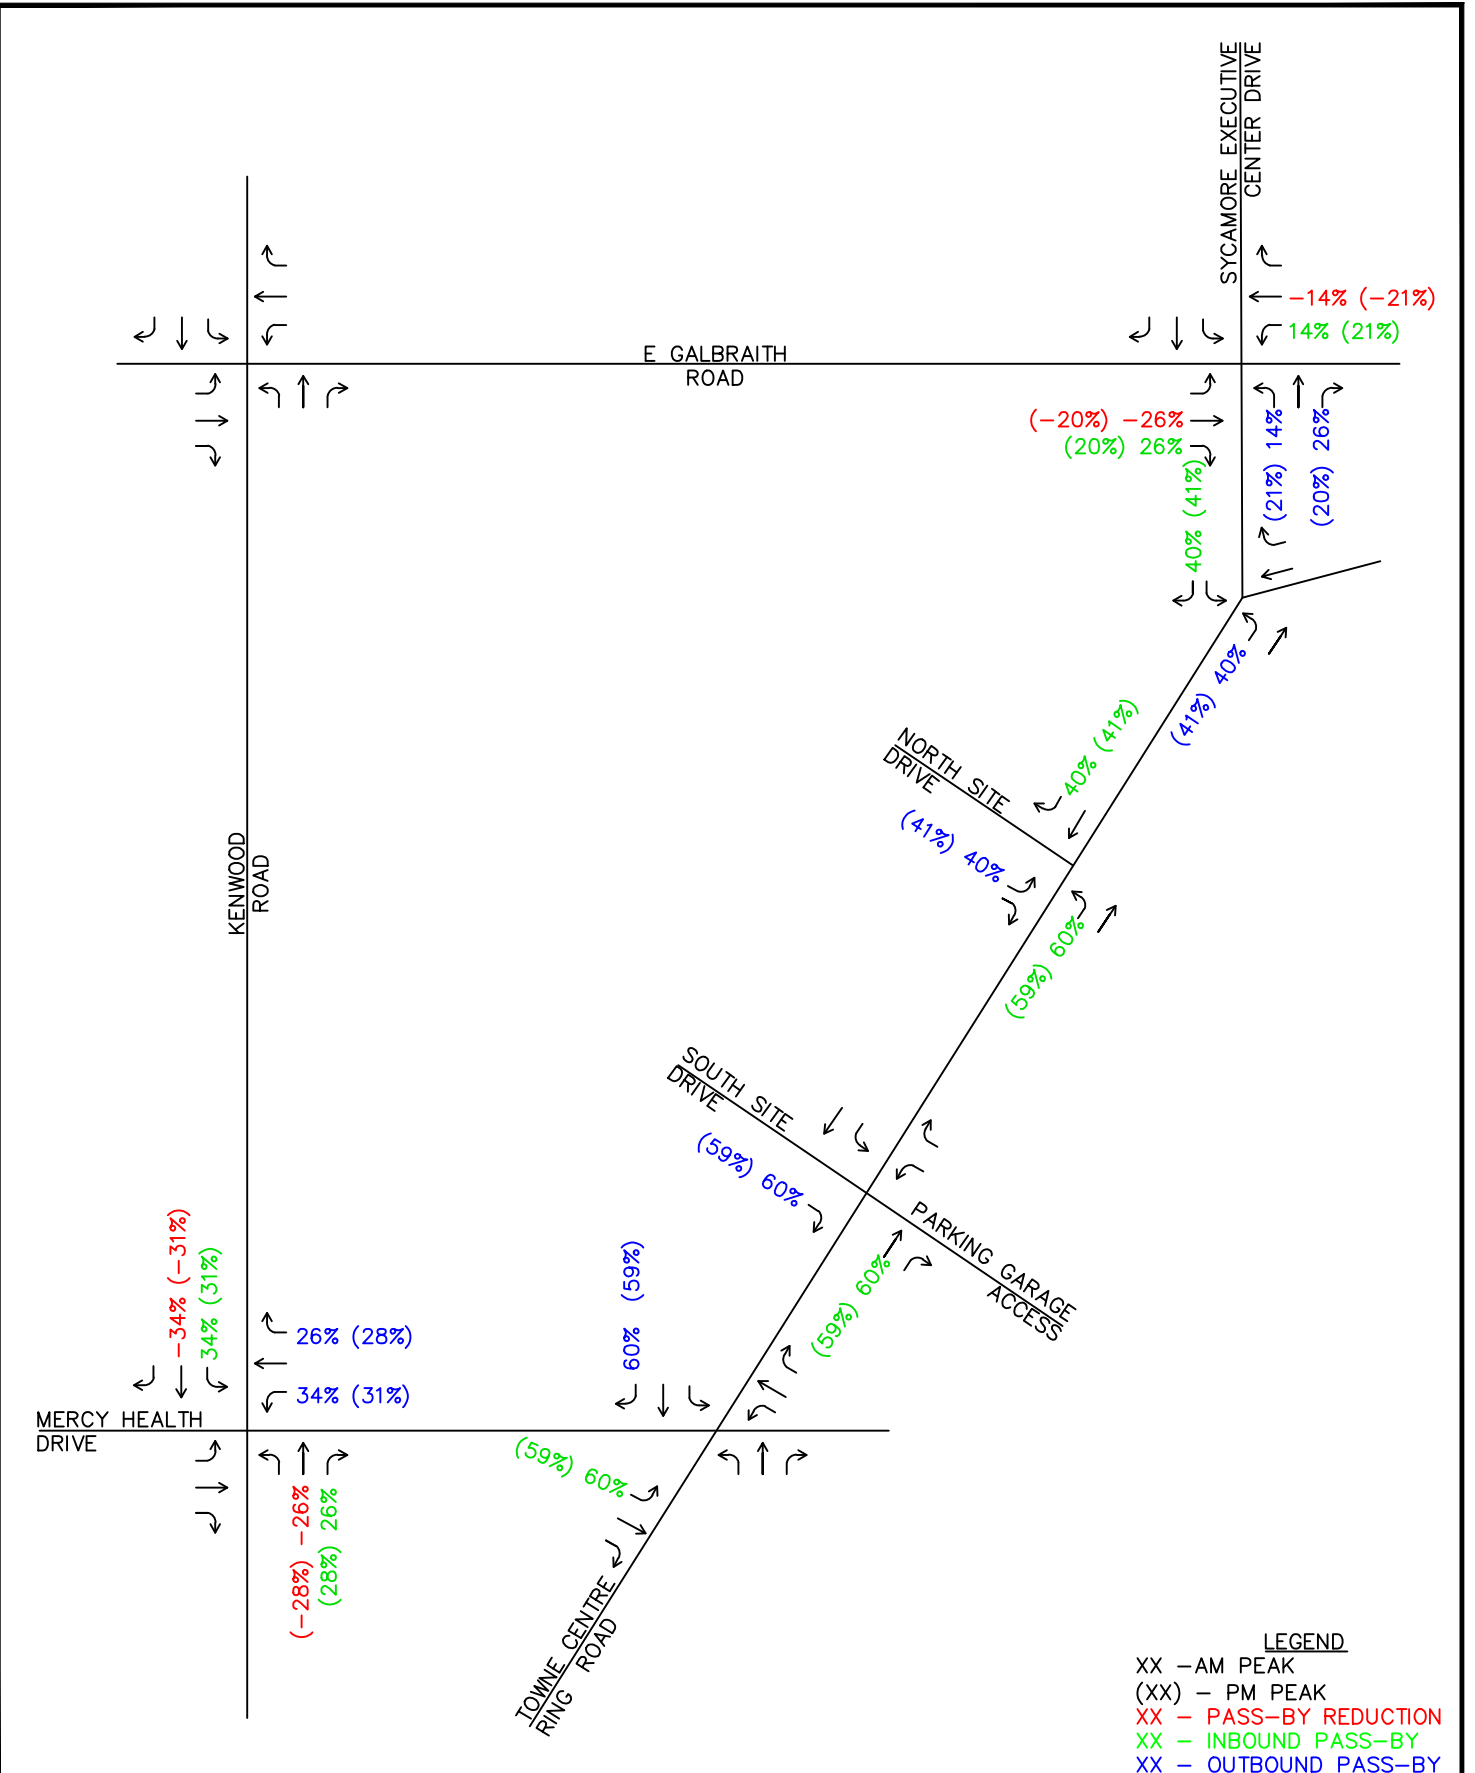 SYCAMORE EXECUTIVE
CENTER DRIVE
-14% (-21%)
14% (21%)
E GALBRAITH
ROAD
(-20%) -26%
(20%) 26%
40% (41%)
(21%) 14%
(20%) 26%
(41%) 40%
40% (41%)
NORTH SITE
DRIVE
(41%) 40%
KENWOOD
ROAD
(59%) 60%
SOUTH SITE
DRIVE
(59%) 60%
PARKING GARAGE
ACCESS
(59%) 60%
60% (59%)
-34% (-31%)
34% (31%)
26% (28%)
34% (31%)
MERCY HEALTH
DRIVE
(59%) 60%
(-28%) -26%
(28%) 26%
TOWNE CENTRE
RING ROAD
LEGEND
XX -AM PEAK
(XX) - PM PEAK
XX - PASS-BY REDUCTION
XX - INBOUND PASS-BY
XX - OUTBOUND PASS-BY